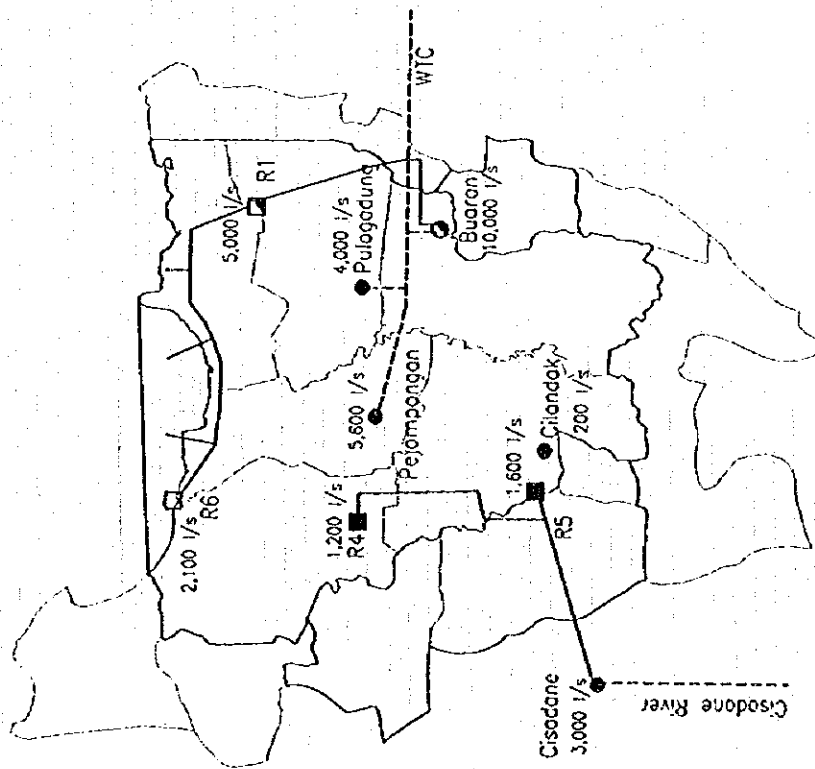 WTC
5,000 l/s
R1
4,000 l/s
Pulogadung
Buaran
10,000 l/s
5,600 l/s
Pejompongan
R6
2,100 l/s
1,200 l/s
R4
1,600 l/s
R5
Cilandak
200 l/s
Cisadane
3,000 l/s
Cisadane River